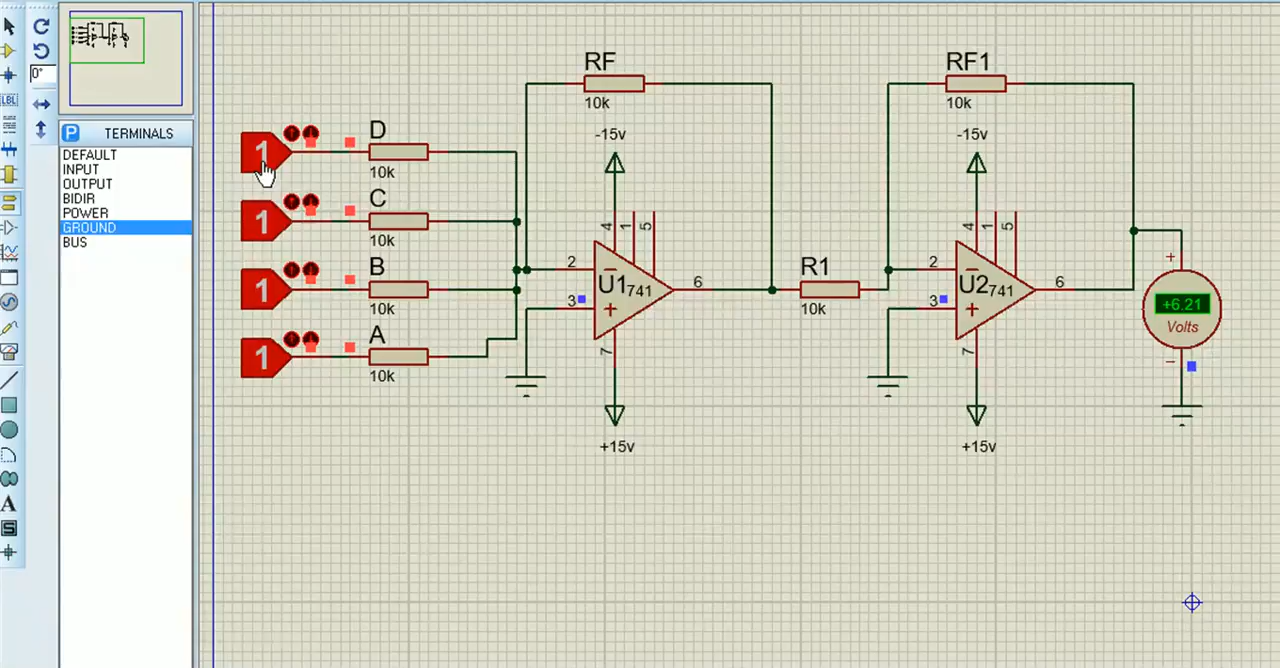 0°
LBL
P TERMINALS
DEFAULT
INPUT
OUTPUT
BIDIR
POWER
GROUND
BUS
A
S
RF
10k
RF1
10k
-15v
-15v
1
D
10k
1
C
10k
1
B
10k
1
A
10k
4 1 5
2
3
U1
741
6
7
+15v
R1
10k
4 1 5
2
3
U2
741
6
7
+15v
+
+6.21
Volts